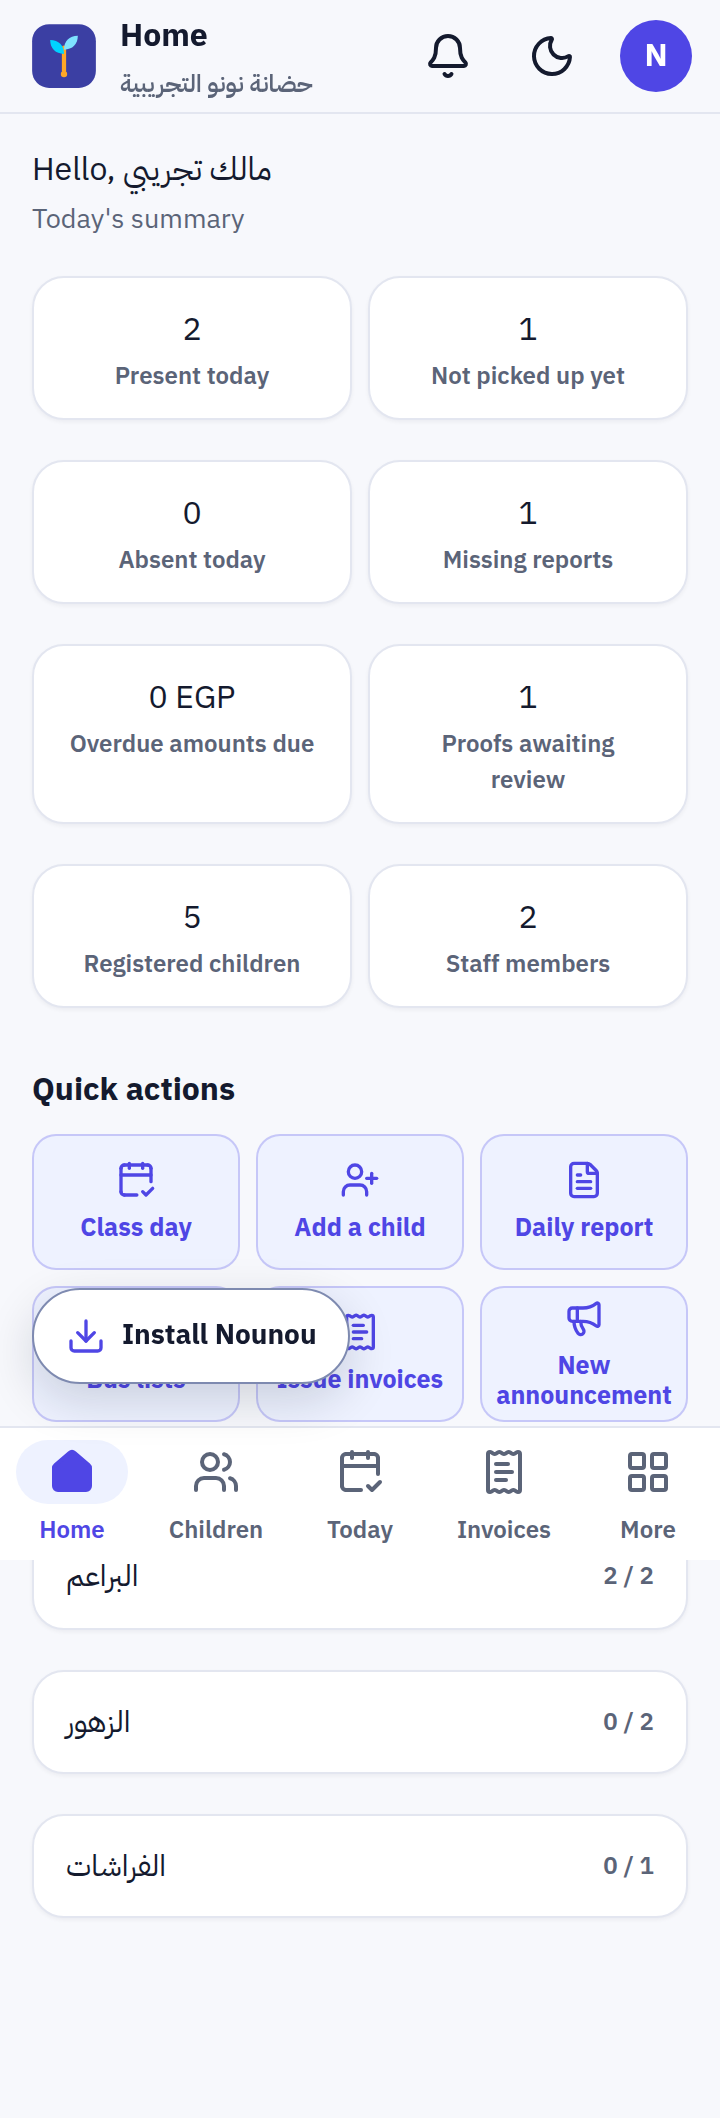 Home
حضانة نونو التجريبية
N
Hello, مالك تجريبي
Today's summary
2
Present today
1
Not picked up yet
0
Absent today
1
Missing reports
0 EGP
Overdue amounts due
1
Proofs awaiting
review
5
Registered children
2
Staff members
Quick actions
Class day
Add a child
Daily report
Install Nounou
Bus lists
Issue invoices
New
announcement
Home
Children
Today
Invoices
More
البراعم
2 / 2
الزهور
0 / 2
الفراشات
0 / 1